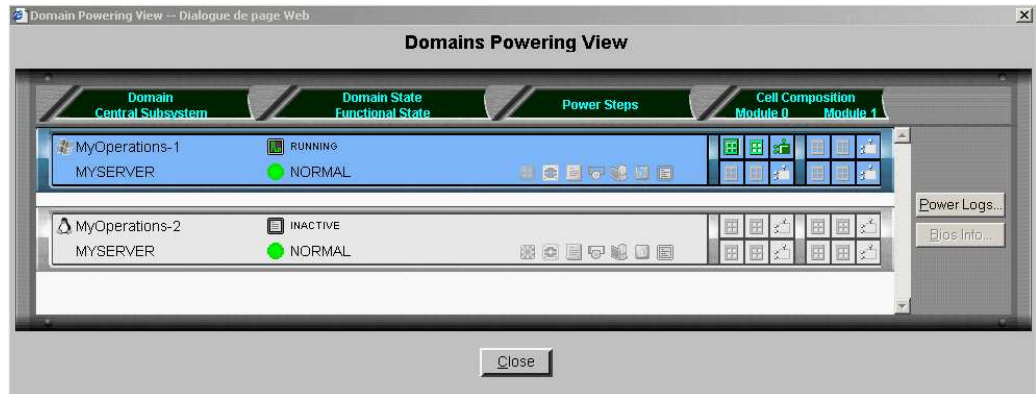 Domain Powering View -- Dialogue de page Web
Domains Powering View
Domain
Central Subsystem
Domain State
Functional State
Power Steps
Cell Composition
Module 0 Module 1
MyOperations-1 RUNNING
MYSERVER NORMAL
MyOperations-2 INACTIVE
MYSERVER NORMAL
Power Logs...
Bios Info...
Close